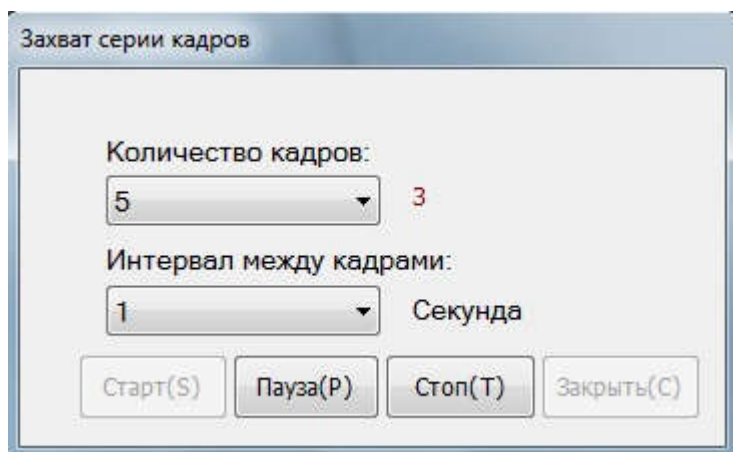 Захват серии кадров
Количество кадров:
5 3
Интервал между кадрами:
1 Секунда
Старт(S) Пауза(P) Стоп(T) Закрыть(C)